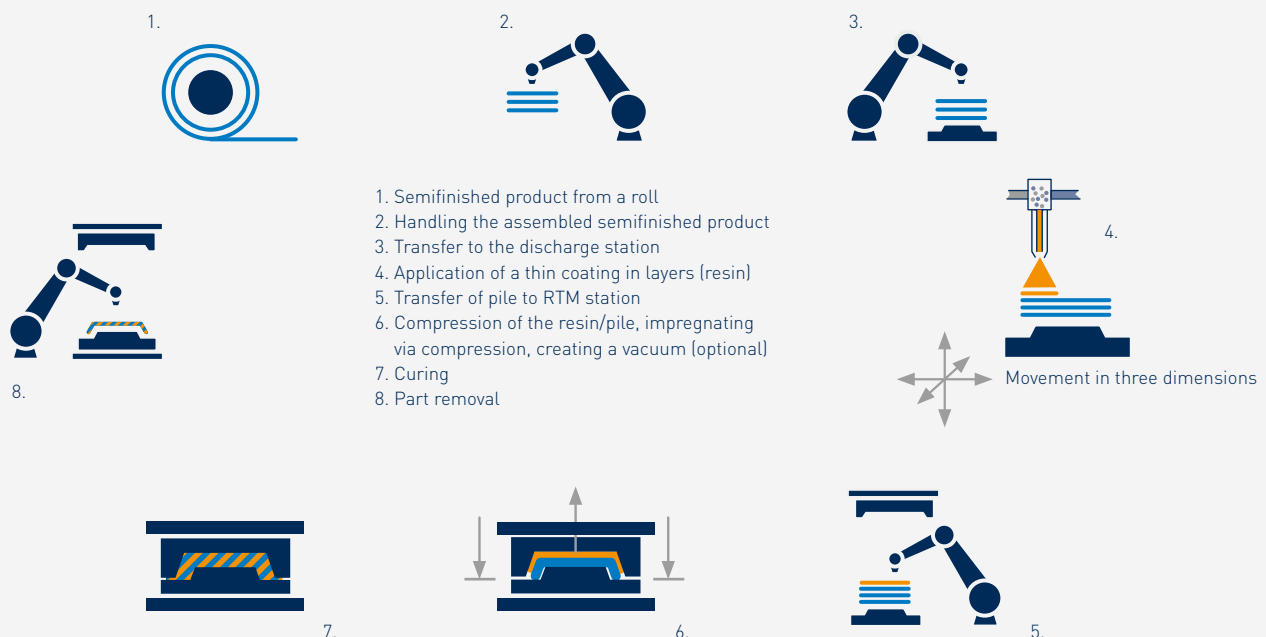 1.
2.
3.
1. Semifinished product from a roll
2. Handling the assembled semifinished product
3. Transfer to the discharge station
4. Application of a thin coating in layers (resin)
5. Transfer of pile to RTM station
6. Compression of the resin/pile, impregnating
via compression, creating a vacuum (optional)
7. Curing
8. Part removal
4.
Movement in three dimensions
8.
7.
6.
5.